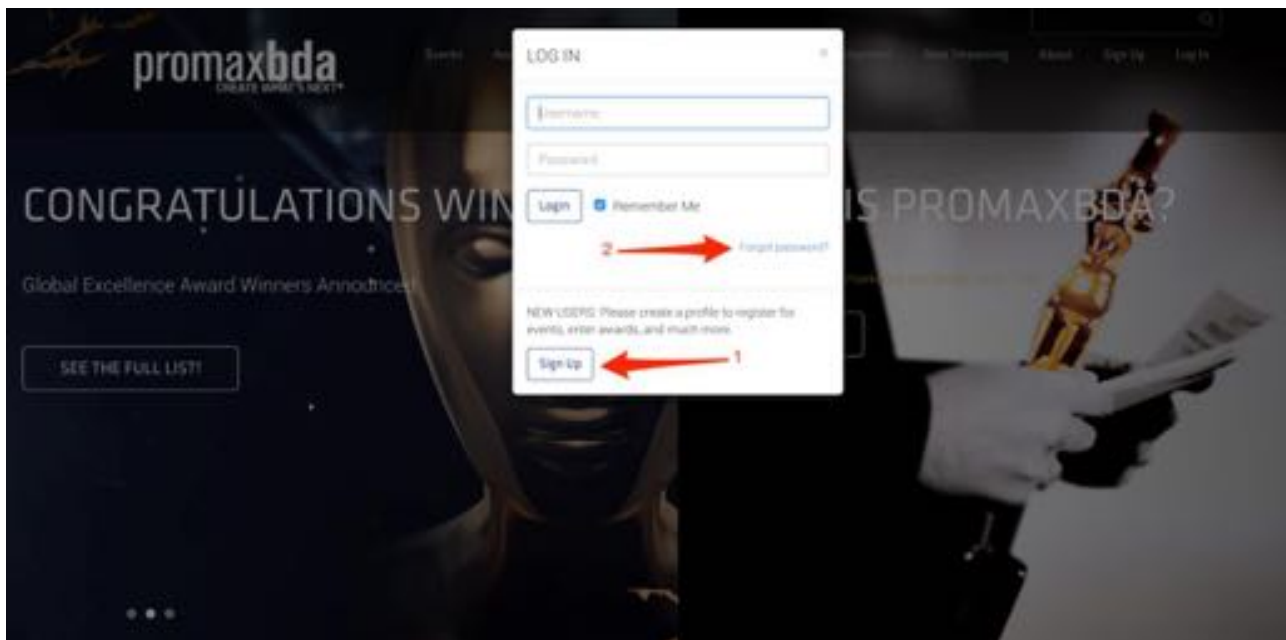 promaxbda
CREATE WHAT'S NEXT
Events
About
Sign Up
Log In
LOG IN
×
Username
Password
Login
Remember Me
2
Forgot password?
CONGRATULATIONS WIN
IS PROMAXBDA?
Global Excellence Award Winners Announced
NEW USERS: Please create a profile to register for
events, enter awards, and much more.
SEE THE FULL LIST!
Sign Up
1